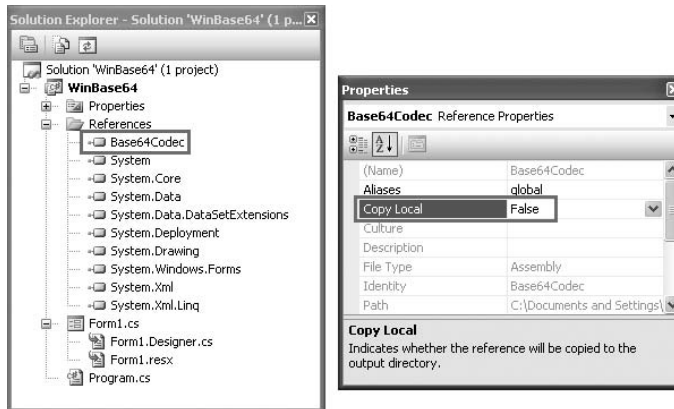 Solution Explorer - Solution 'WinBase64' (1 p...
Solution 'WinBase64' (1 project)
WinBase64
Properties
References
Base64Codec
System
System.Core
System.Data
System.Data.DataSetExtensions
System.Deployment
System.Drawing
System.Windows.Forms
System.Xml
System.Xml.Linq
Form1.cs
Form1.Designer.cs
Form1.resx
Program.cs
Properties
Base64Codec Reference Properties
(Name) Base64Codec
Aliases global
Copy Local False
Culture
Description
File Type Assembly
Identity Base64Codec
Path C:\Documents and Settings\
Copy Local
Indicates whether the reference will be copied to the
output directory.